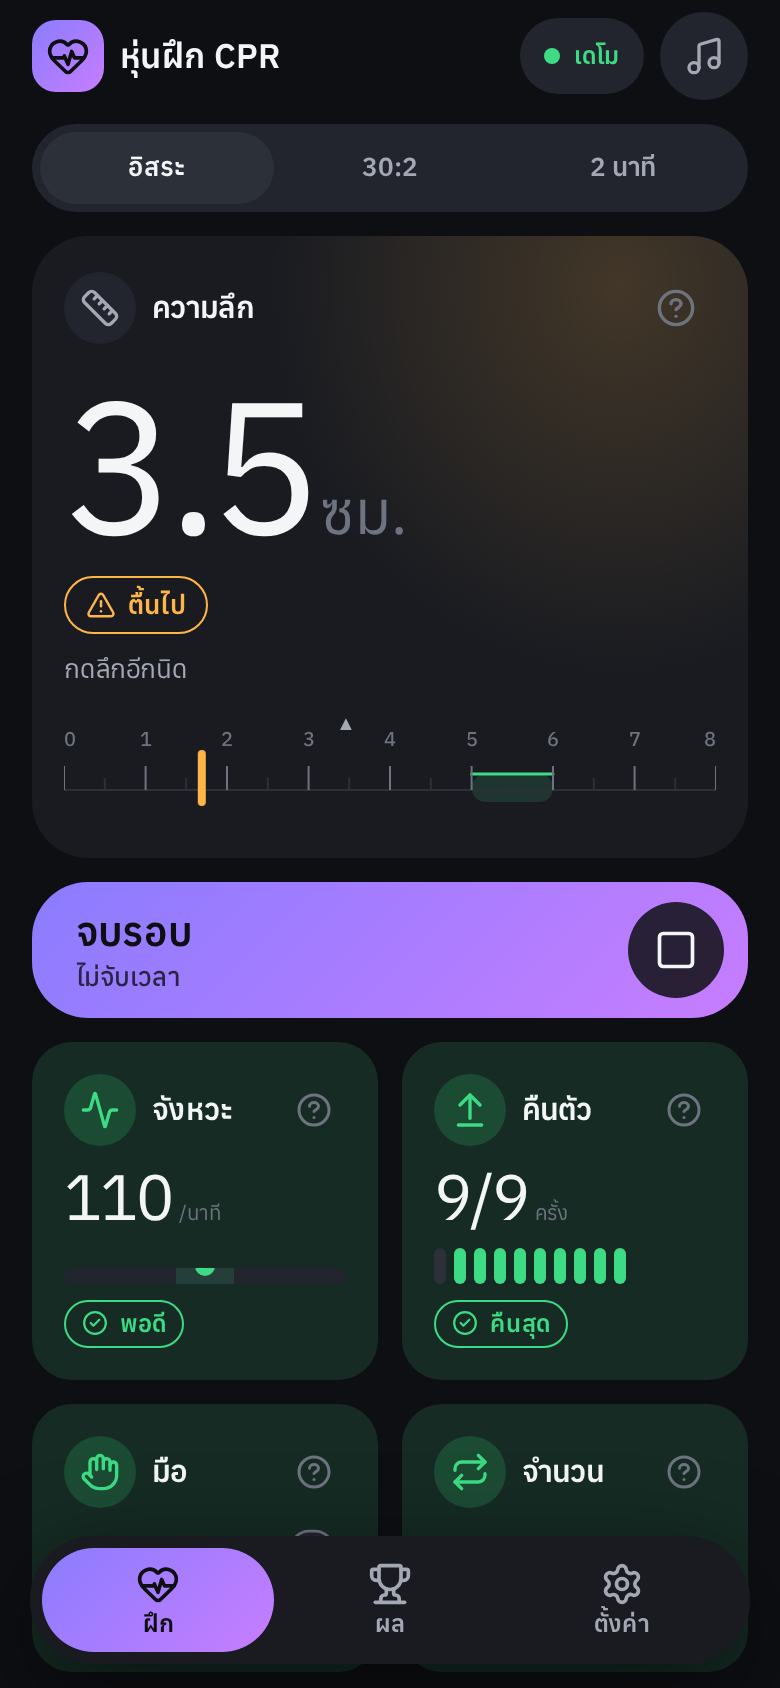 หุ่นฝึก CPR
เดโม
อิสระ
30:2
2 นาที
ความลึก
3.5 ซม.
ตื้นไป
กดลึกอีกนิด
0 1 2 3 4 5 6 7 8
จบรอบ
ไม่จับเวลา
จังหวะ
110 /นาที
พอดี
คืนตัว
9/9 ครั้ง
คืนสุด
มือ
จำนวน
ฝึก
ผล
ตั้งค่า